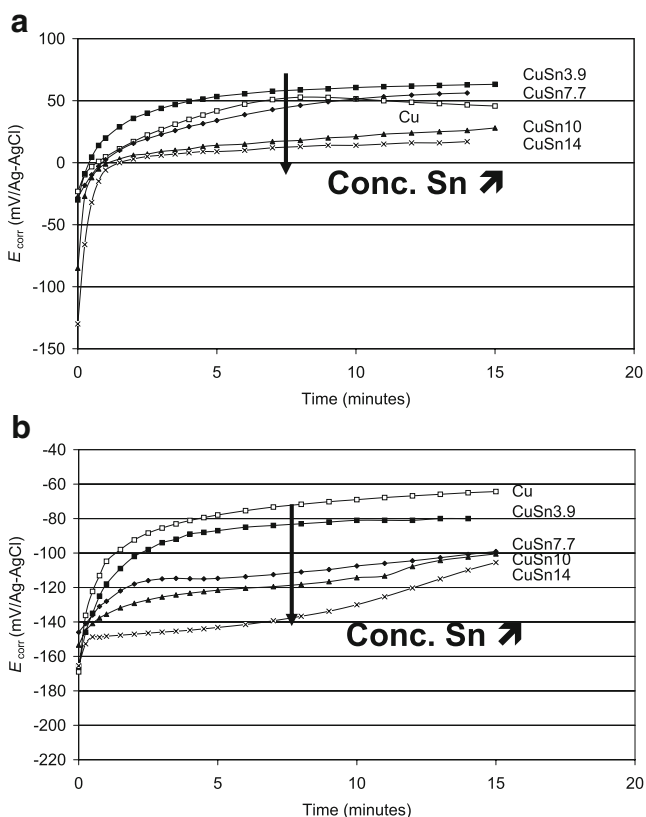 a
100
50
0
-50
-100
-150
E corr (mV/Ag-AgCl)
CuSn3.9
CuSn7.7
Cu
CuSn10
CuSn14
Conc. Sn ↗
0 5 10 15 20
Time (minutes)
b
-40
-60
-80
-100
-120
-140
-160
-180
-200
-220
E corr (mV/Ag-AgCl)
Cu
CuSn3.9
CuSn7.7
CuSn10
CuSn14
Conc. Sn ↗
0 5 10 15 20
Time (minutes)